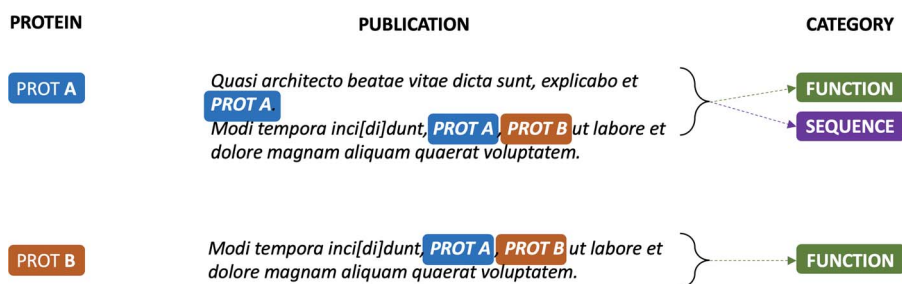 PROTEIN PUBLICATION CATEGORY
PROT A
Quasi architecto beatae vitae dicta sunt, explicabo et
PROT A.
Modi tempora inci[di]dunt, PROT A, PROT B ut labore et
dolore magnam aliquam quaerat voluptatem.
FUNCTION
SEQUENCE
PROT B
Modi tempora inci[di]dunt, PROT A, PROT B ut labore et
dolore magnam aliquam quaerat voluptatem.
FUNCTION